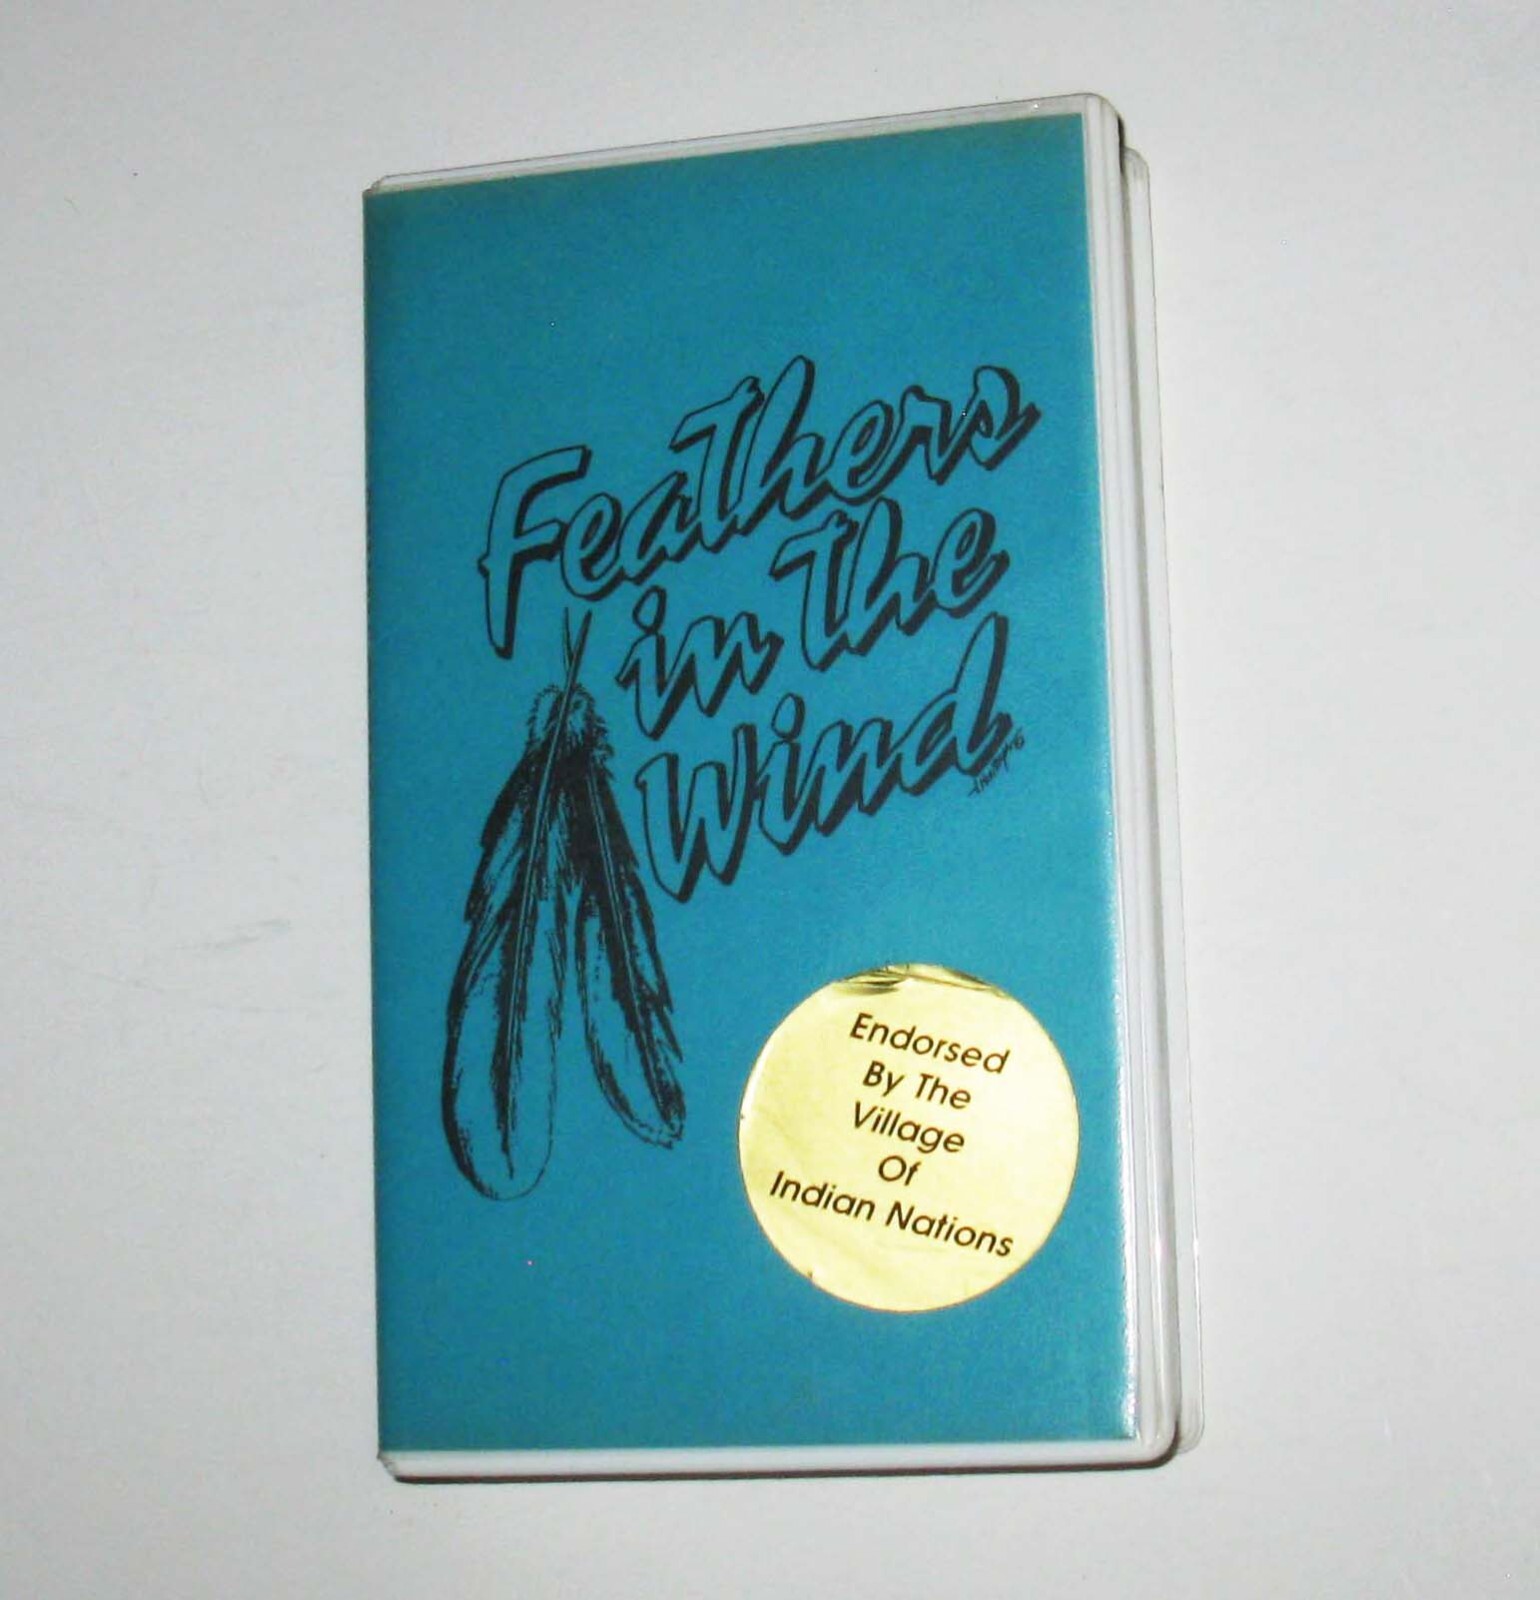 Feathers
in the
Wind
Endorsed
By The
Village
Of
Indian Nations